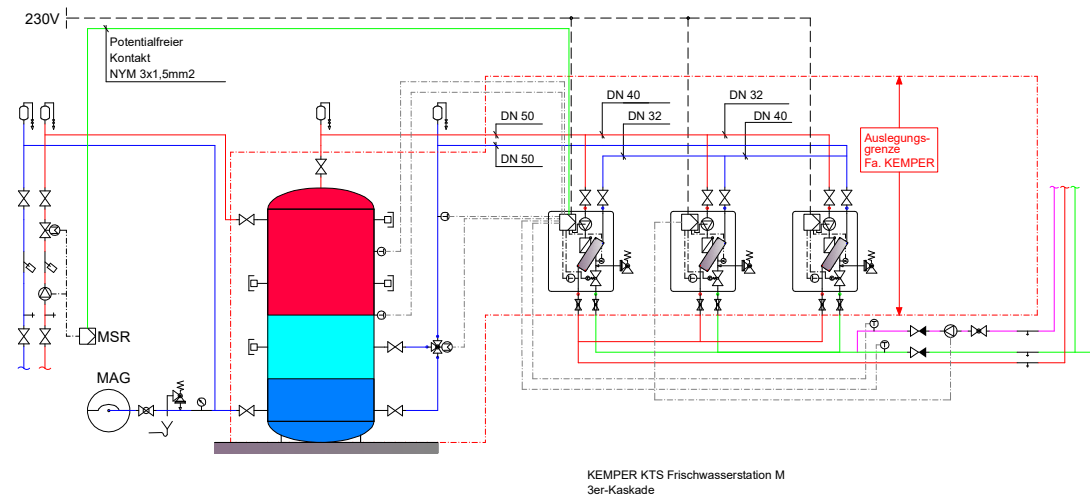 230V
Potentialfreier
Kontakt
NYM 3x1,5mm2
DN 50
DN 50
DN 40
DN 32
DN 32
DN 40
Auslegungs-
grenze
Fa. KEMPER
MSR
MAG
KEMPER KTS Frischwasserstation M
3er-Kaskade